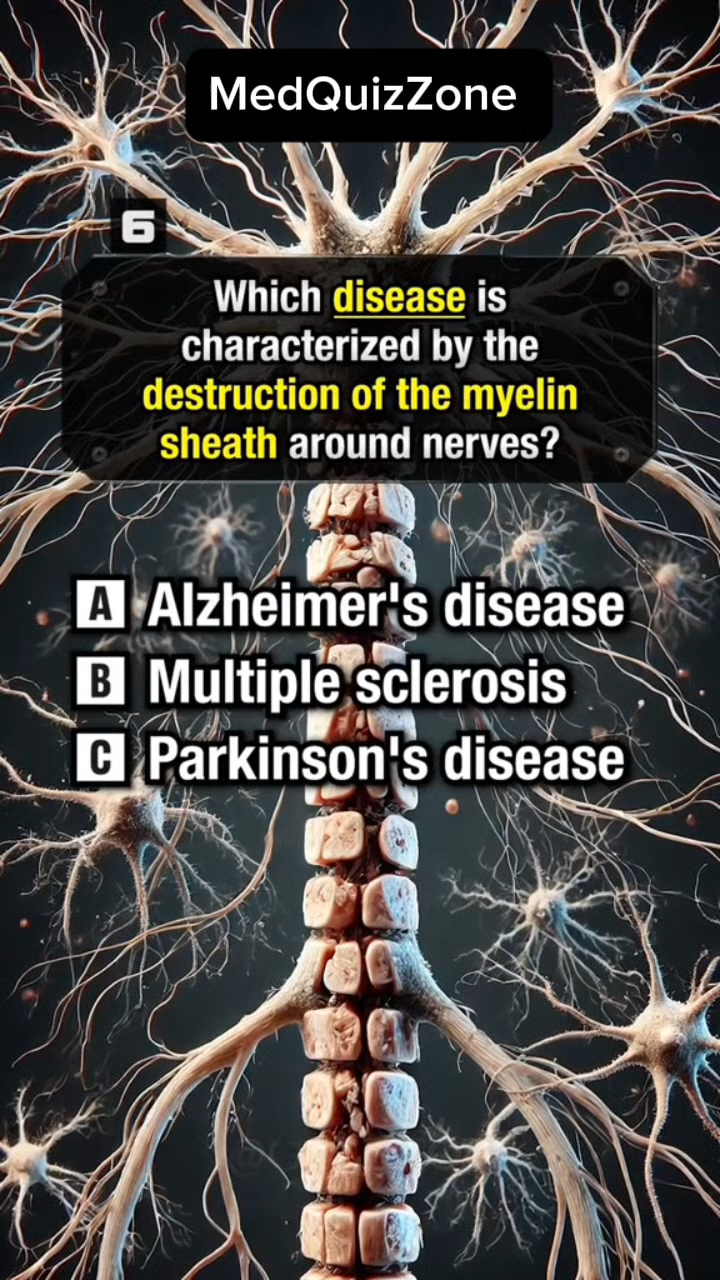 MedQuizZone
6
Which disease is
characterized by the
destruction of the myelin
sheath around nerves?
A Alzheimer's disease
B Multiple sclerosis
C Parkinson's disease